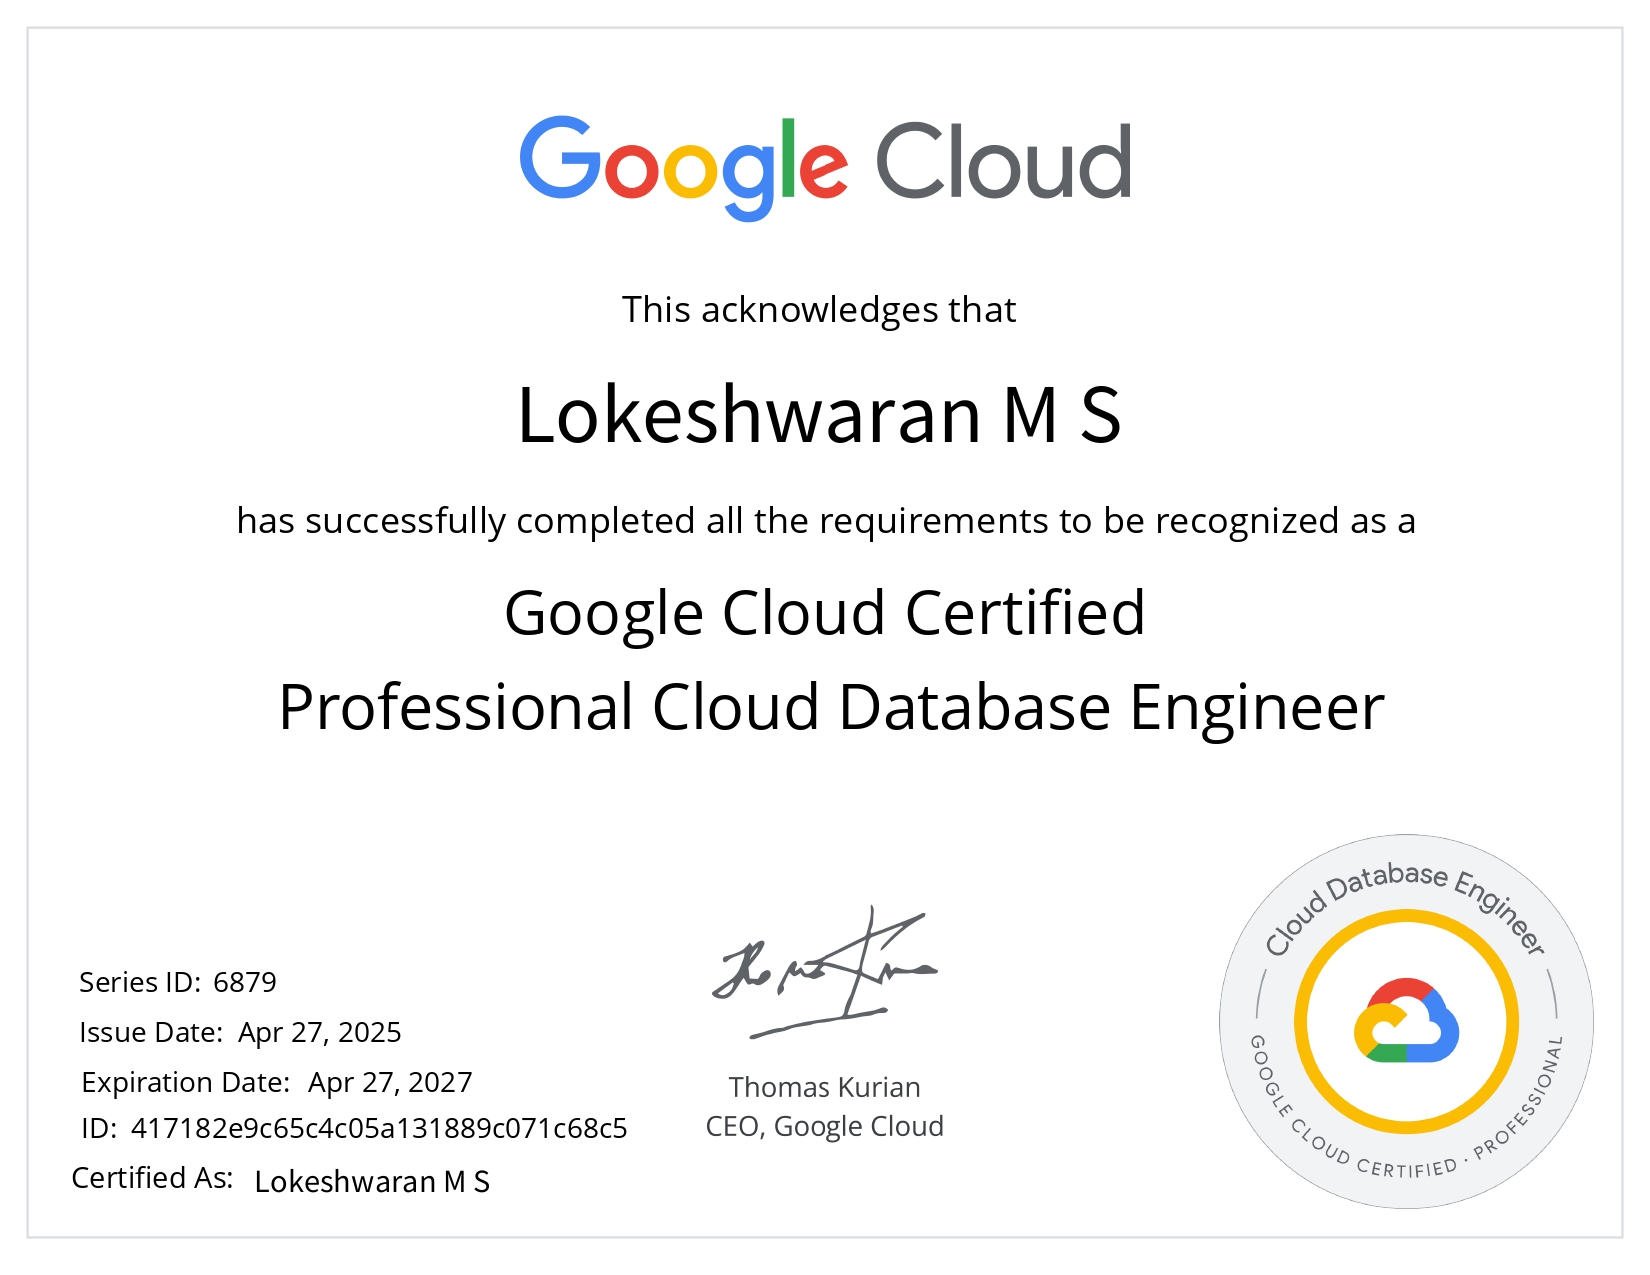 Google Cloud
This acknowledges that
Lokeshwaran M S
has successfully completed all the requirements to be recognized as a
Google Cloud Certified
Professional Cloud Database Engineer
Series ID: 6879
Issue Date: Apr 27, 2025
Expiration Date: Apr 27, 2027
ID: 417182e9c65c4c05a131889c071c68c5
Certified As: Lokeshwaran M S
Thomas Kurian
CEO, Google Cloud
Cloud Database Engineer
GOOGLE CLOUD CERTIFIED · PROFESSIONAL